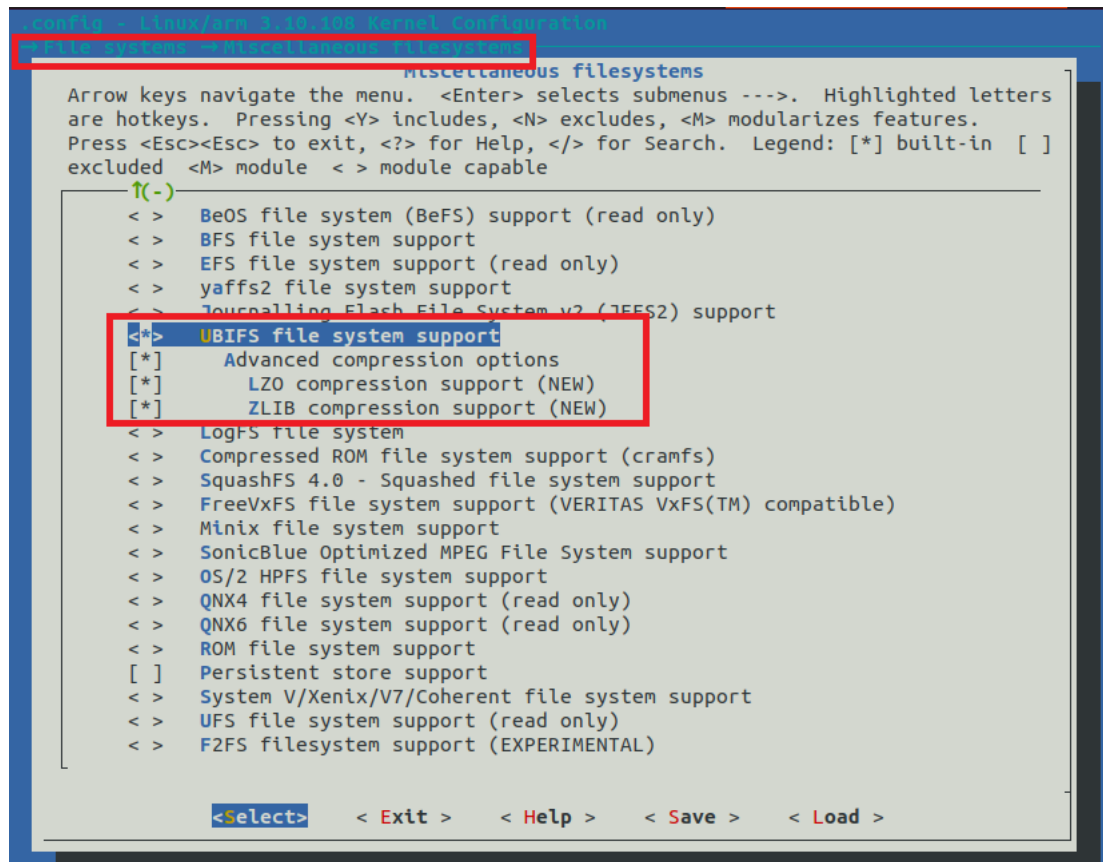 .config - Linux/arm 3.10.108 Kernel Configuration
→ File systems → Miscellaneous filesystems
Miscellaneous filesystems
Arrow keys navigate the menu.  <Enter> selects submenus --->.  Highlighted letters
are hotkeys.  Pressing <Y> includes, <N> excludes, <M> modularizes features.
Press <Esc><Esc> to exit, <?> for Help, </> for Search.  Legend: [*] built-in  [ ]
excluded  <M> module  < > module capable
↑(-)
< >   BeOS file system (BeFS) support (read only)
< >   BFS file system support
< >   EFS file system support (read only)
< >   yaffs2 file system support
< >   Journalling Flash File System v2 (JFFS2) support
<*>   UBIFS file system support
[*]     Advanced compression options
[*]       LZO compression support (NEW)
[*]       ZLIB compression support (NEW)
< >   LogFS file system
< >   Compressed ROM file system support (cramfs)
< >   SquashFS 4.0 - Squashed file system support
< >   FreeVxFS file system support (VERITAS VxFS(TM) compatible)
< >   Minix file system support
< >   SonicBlue Optimized MPEG File System support
< >   OS/2 HPFS file system support
< >   QNX4 file system support (read only)
< >   QNX6 file system support (read only)
< >   ROM file system support
[ ]   Persistent store support
< >   System V/Xenix/V7/Coherent file system support
< >   UFS file system support (read only)
< >   F2FS filesystem support (EXPERIMENTAL)
<Select>    < Exit >    < Help >    < Save >    < Load >